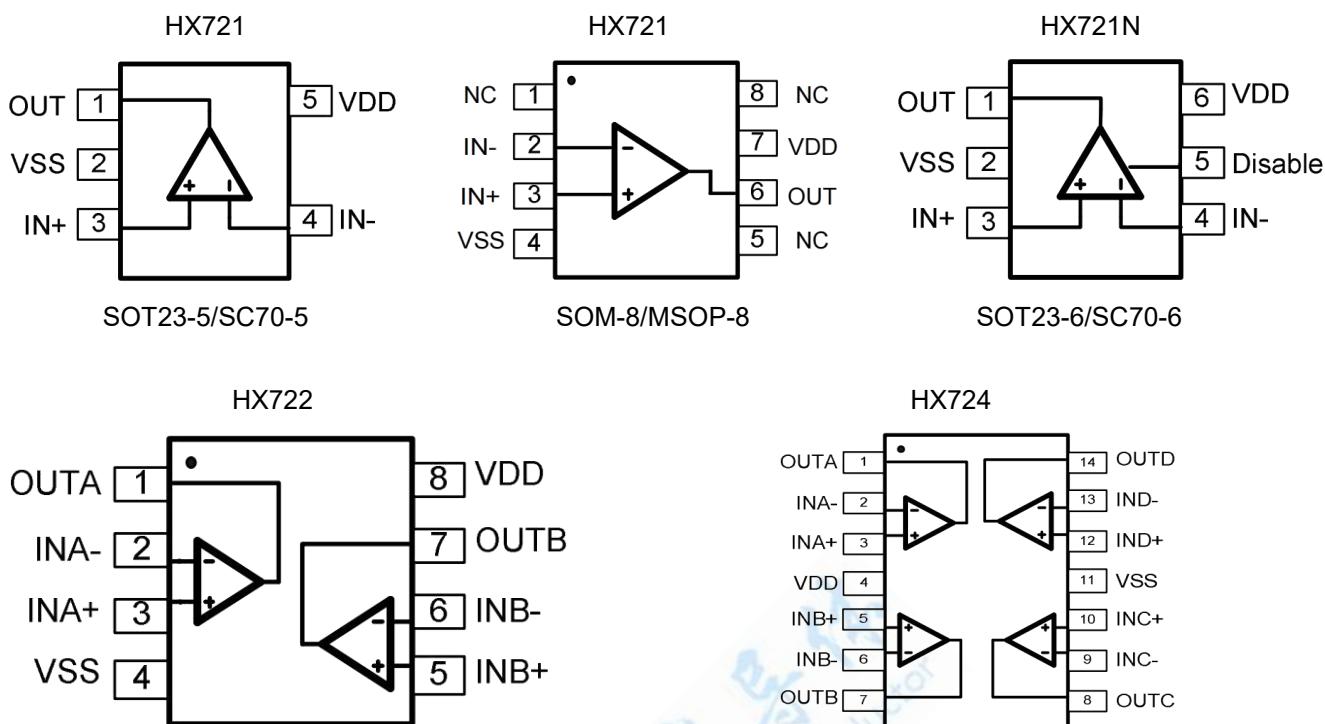 HX721
OUT 1
VSS 2
IN+ 3
5 VDD
4 IN-
+ -
SOT23-5/SC70-5
HX721
NC 1
IN- 2
IN+ 3
VSS 4
8 NC
7 VDD
6 OUT
5 NC
-
+
SOM-8/MSOP-8
HX721N
OUT 1
VSS 2
IN+ 3
6 VDD
5 Disable
4 IN-
+ -
SOT23-6/SC70-6
HX722
OUTA 1
INA- 2
INA+ 3
VSS 4
8 VDD
7 OUTB
6 INB-
5 INB+
-
+
-
+
HX724
OUTA 1
INA- 2
INA+ 3
VDD 4
INB+ 5
INB- 6
OUTB 7
14 OUTD
13 IND-
12 IND+
11 VSS
10 INC+
9 INC-
8 OUTC
-
+
-
+
+
-
+
-